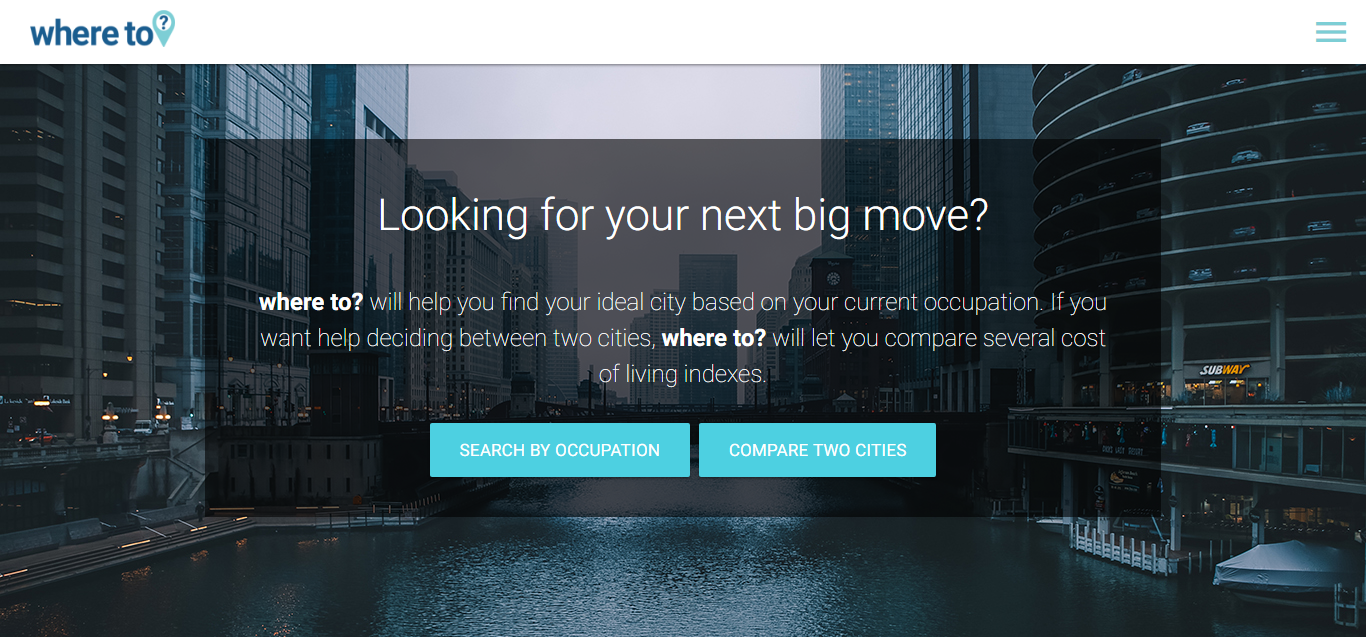 where to?
Looking for your next big move?
where to? will help you find your ideal city based on your current occupation. If you
want help deciding between two cities, where to? will let you compare several cost
of living indexes.
SUBWAY
SEARCH BY OCCUPATION
COMPARE TWO CITIES